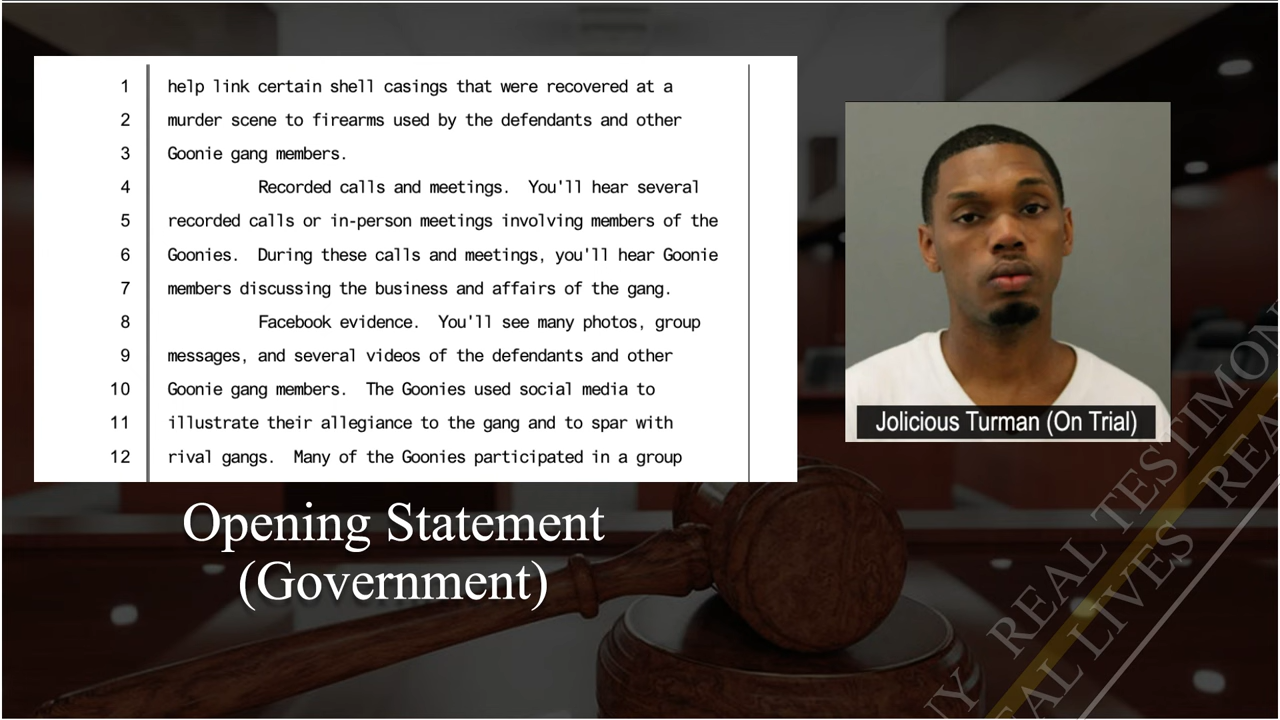 1 help link certain shell casings that were recovered at a
2 murder scene to firearms used by the defendants and other
3 Goonie gang members.
4 Recorded calls and meetings. You'll hear several
5 recorded calls or in-person meetings involving members of the
6 Goonies. During these calls and meetings, you'll hear Goonie
7 members discussing the business and affairs of the gang.
8 Facebook evidence. You'll see many photos, group
9 messages, and several videos of the defendants and other
10 Goonie gang members. The Goonies used social media to
11 illustrate their allegiance to the gang and to spar with
12 rival gangs. Many of the Goonies participated in a group
Jolicious Turman (On Trial)
Opening Statement
(Government)
REAL TESTIMON
REAL LIVES